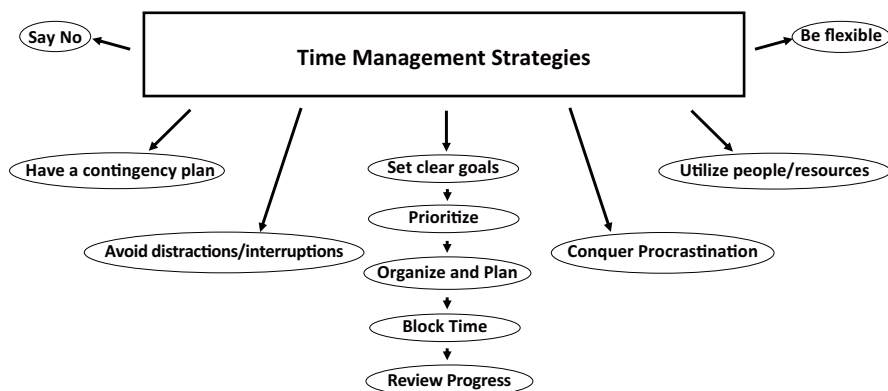 Say No
Time Management Strategies
Be flexible
Have a contingency plan
Set clear goals
Utilize people/resources
Prioritize
Avoid distractions/interruptions
Conquer Procrastination
Organize and Plan
Block Time
Review Progress